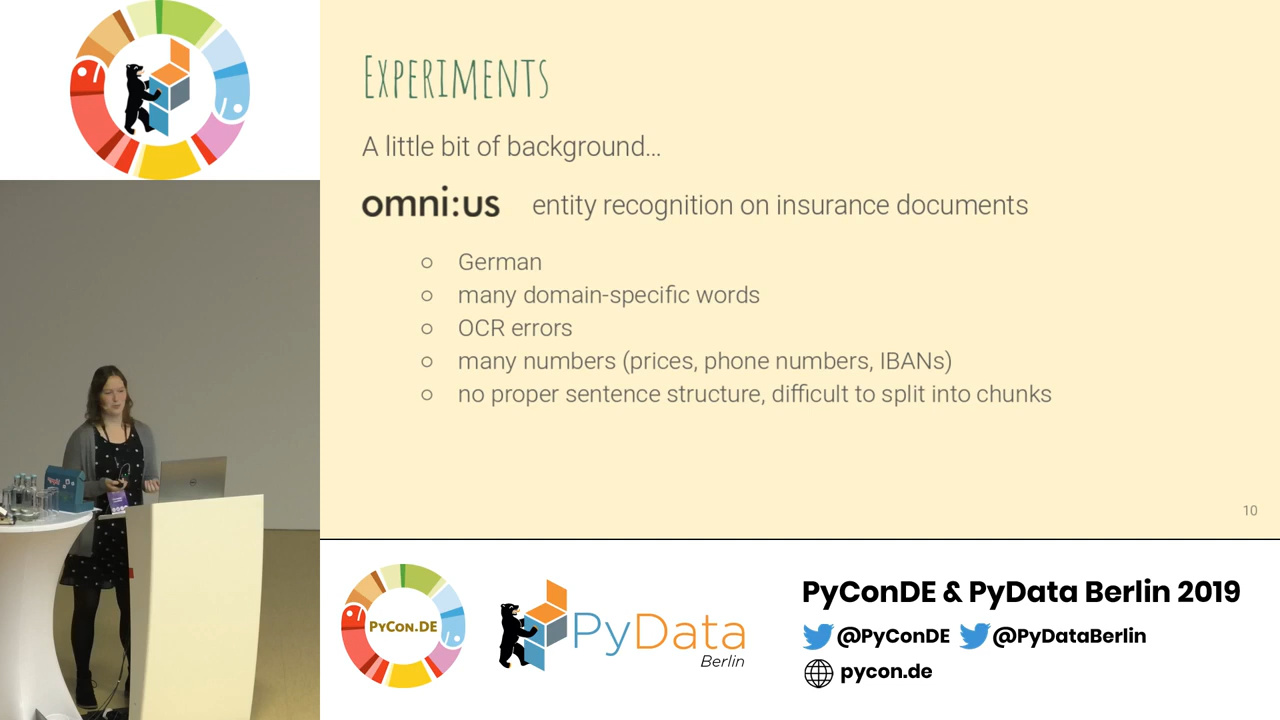 Experiments
A little bit of background...
omni:us entity recognition on insurance documents
German
many domain-specific words
OCR errors
many numbers (prices, phone numbers, IBANs)
no proper sentence structure, difficult to split into chunks
10
PyCon.DE
PyData
Berlin
PyConDE & PyData Berlin 2019
@PyConDE @PyDataBerlin
pycon.de